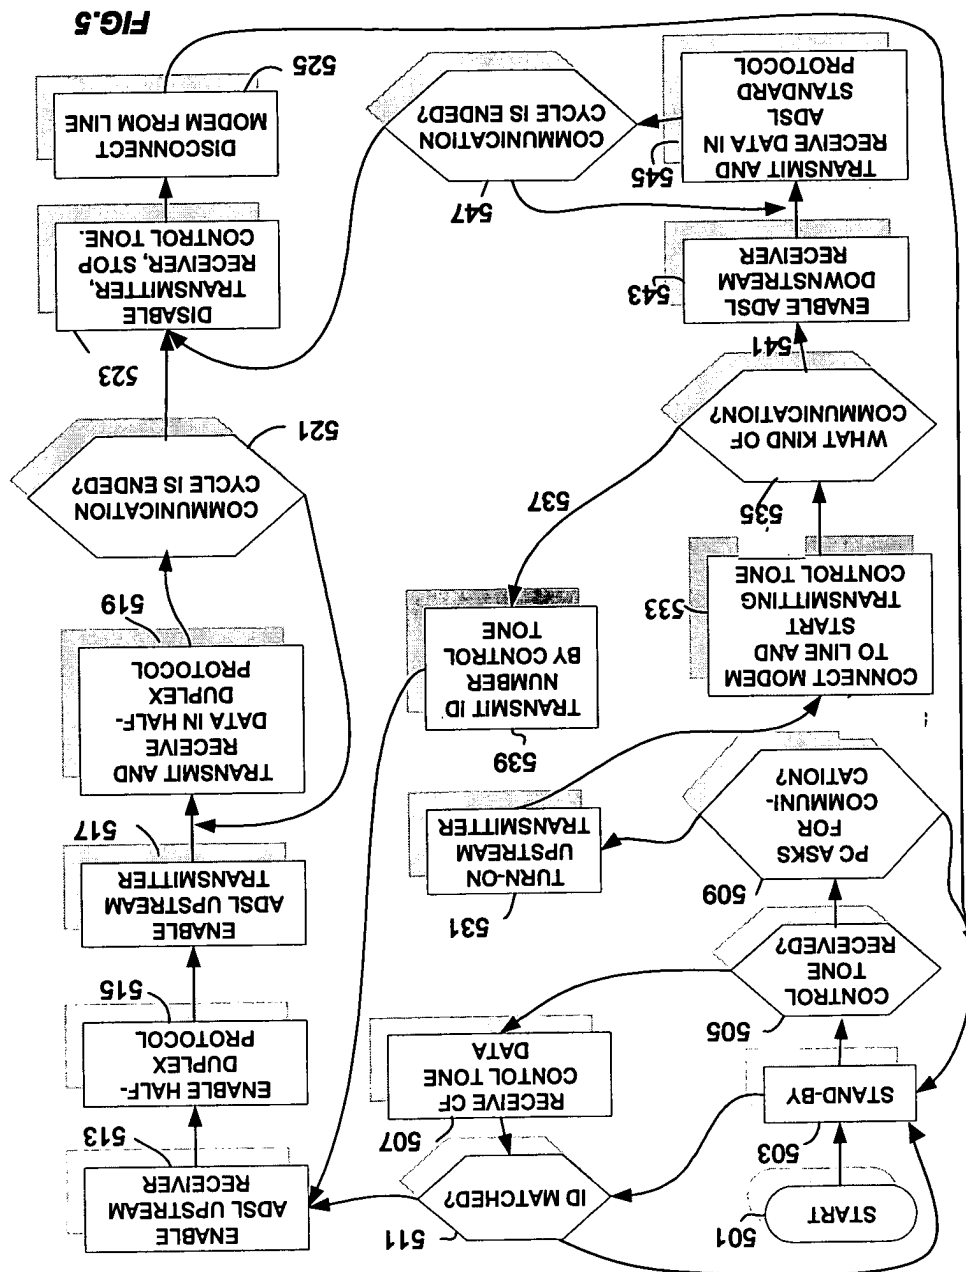 START
501
STAND-BY
503
CONTROL
TONE
RECEIVED?
505
PC ASKS
FOR
COMMUNI-
CATION?
509
CONNECT MODEM
TO LINE AND
START
TRANSMITTING
CONTROL TONE
533
WHAT KIND OF
COMMUNICATION?
535
541
ENABLE ADSL
DOWNSTREAM
RECEIVER
543
TRANSMIT AND
RECEIVE DATA IN
ADSL
STANDARD
PROTOCOL
545
ID MATCHED?
511
RECEIVE CF
CONTOL TONE
DATA
507
TURN-ON
UPSTREAM
TRANSMITTER
531
TRANSMIT ID
NUMBER
BY CONTROL
TONE
539
537
COMMUNICATION
CYCLE IS ENDED?
547
ENABLE
ADSL UPSTREAM
RECEIVER
513
ENABLE HALF-
DUPLEX
PROTOCOL
515
ENABLE
ADSL UPSTREAM
TRANSMITTER
517
TRANSMIT AND
RECEIVE
DATA IN HALF-
DUPLEX
PROTOCOL
519
COMMUNICATION
CYCLE IS ENDED?
521
DISABLE
TRANSMITTER,
RECEIVER, STOP
CONTROL TONE.
523
DISCONNECT
MODEM FROM LINE
525
FIG.5